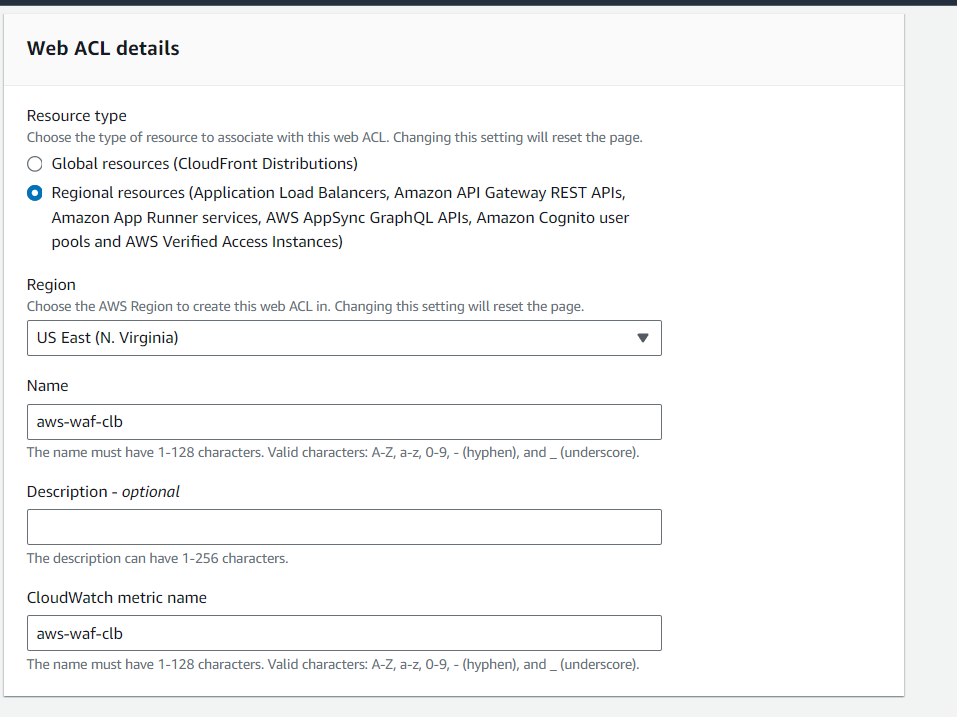 Web ACL details
Resource type
Choose the type of resource to associate with this web ACL. Changing this setting will reset the page.
Global resources (CloudFront Distributions)
Regional resources (Application Load Balancers, Amazon API Gateway REST APIs,
Amazon App Runner services, AWS AppSync GraphQL APIs, Amazon Cognito user
pools and AWS Verified Access Instances)
Region
Choose the AWS Region to create this web ACL in. Changing this setting will reset the page.
US East (N. Virginia)
Name
aws-waf-clb
The name must have 1-128 characters. Valid characters: A-Z, a-z, 0-9, - (hyphen), and _ (underscore).
Description - optional
The description can have 1-256 characters.
CloudWatch metric name
aws-waf-clb
The name must have 1-128 characters. Valid characters: A-Z, a-z, 0-9, - (hyphen), and _ (underscore).